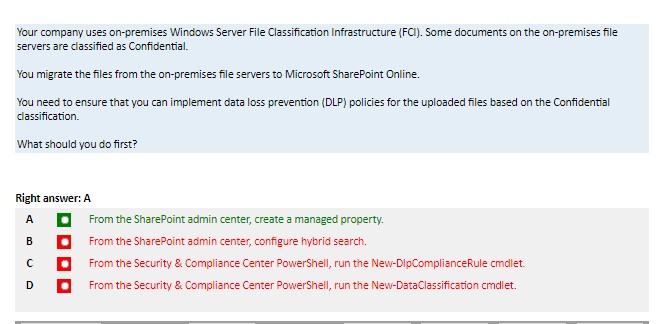 Your company uses on-premises Windows Server File Classification Infrastructure (FCI). Some documents on the on-premises file
servers are classified as Confidential.
You migrate the files from the on-premises file servers to Microsoft SharePoint Online.
You need to ensure that you can implement data loss prevention (DLP) policies for the uploaded files based on the Confidential
classification.
What should you do first?
Right answer: A
A From the SharePoint admin center, create a managed property.
B From the SharePoint admin center, configure hybrid search.
C From the Security & Compliance Center PowerShell, run the New-DlpComplianceRule cmdlet.
D From the Security & Compliance Center PowerShell, run the New-DataClassification cmdlet.